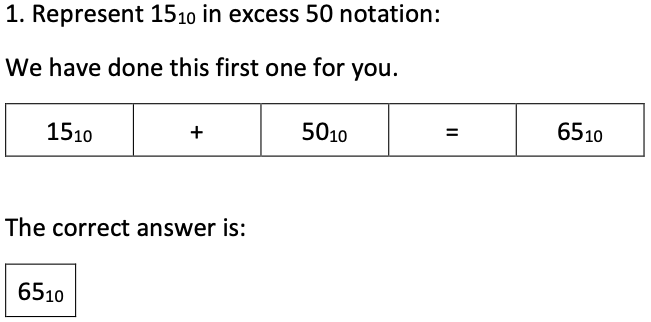 1. Represent 15₁₀ in excess 50 notation:
We have done this first one for you.
15₁₀ + 50₁₀ = 65₁₀
The correct answer is:
65₁₀